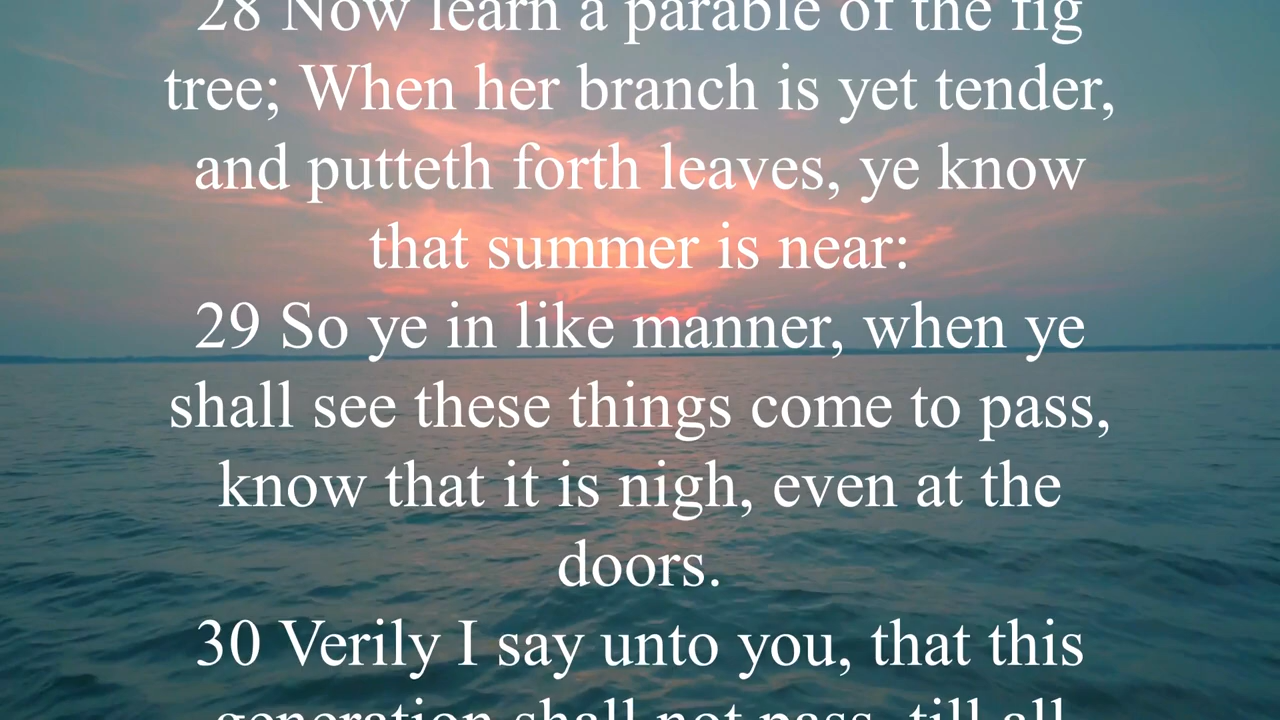 28 Now learn a parable of the fig
tree; When her branch is yet tender,
and putteth forth leaves, ye know
that summer is near:
29 So ye in like manner, when ye
shall see these things come to pass,
know that it is nigh, even at the
doors.
30 Verily I say unto you, that this
generation shall not pass, till all